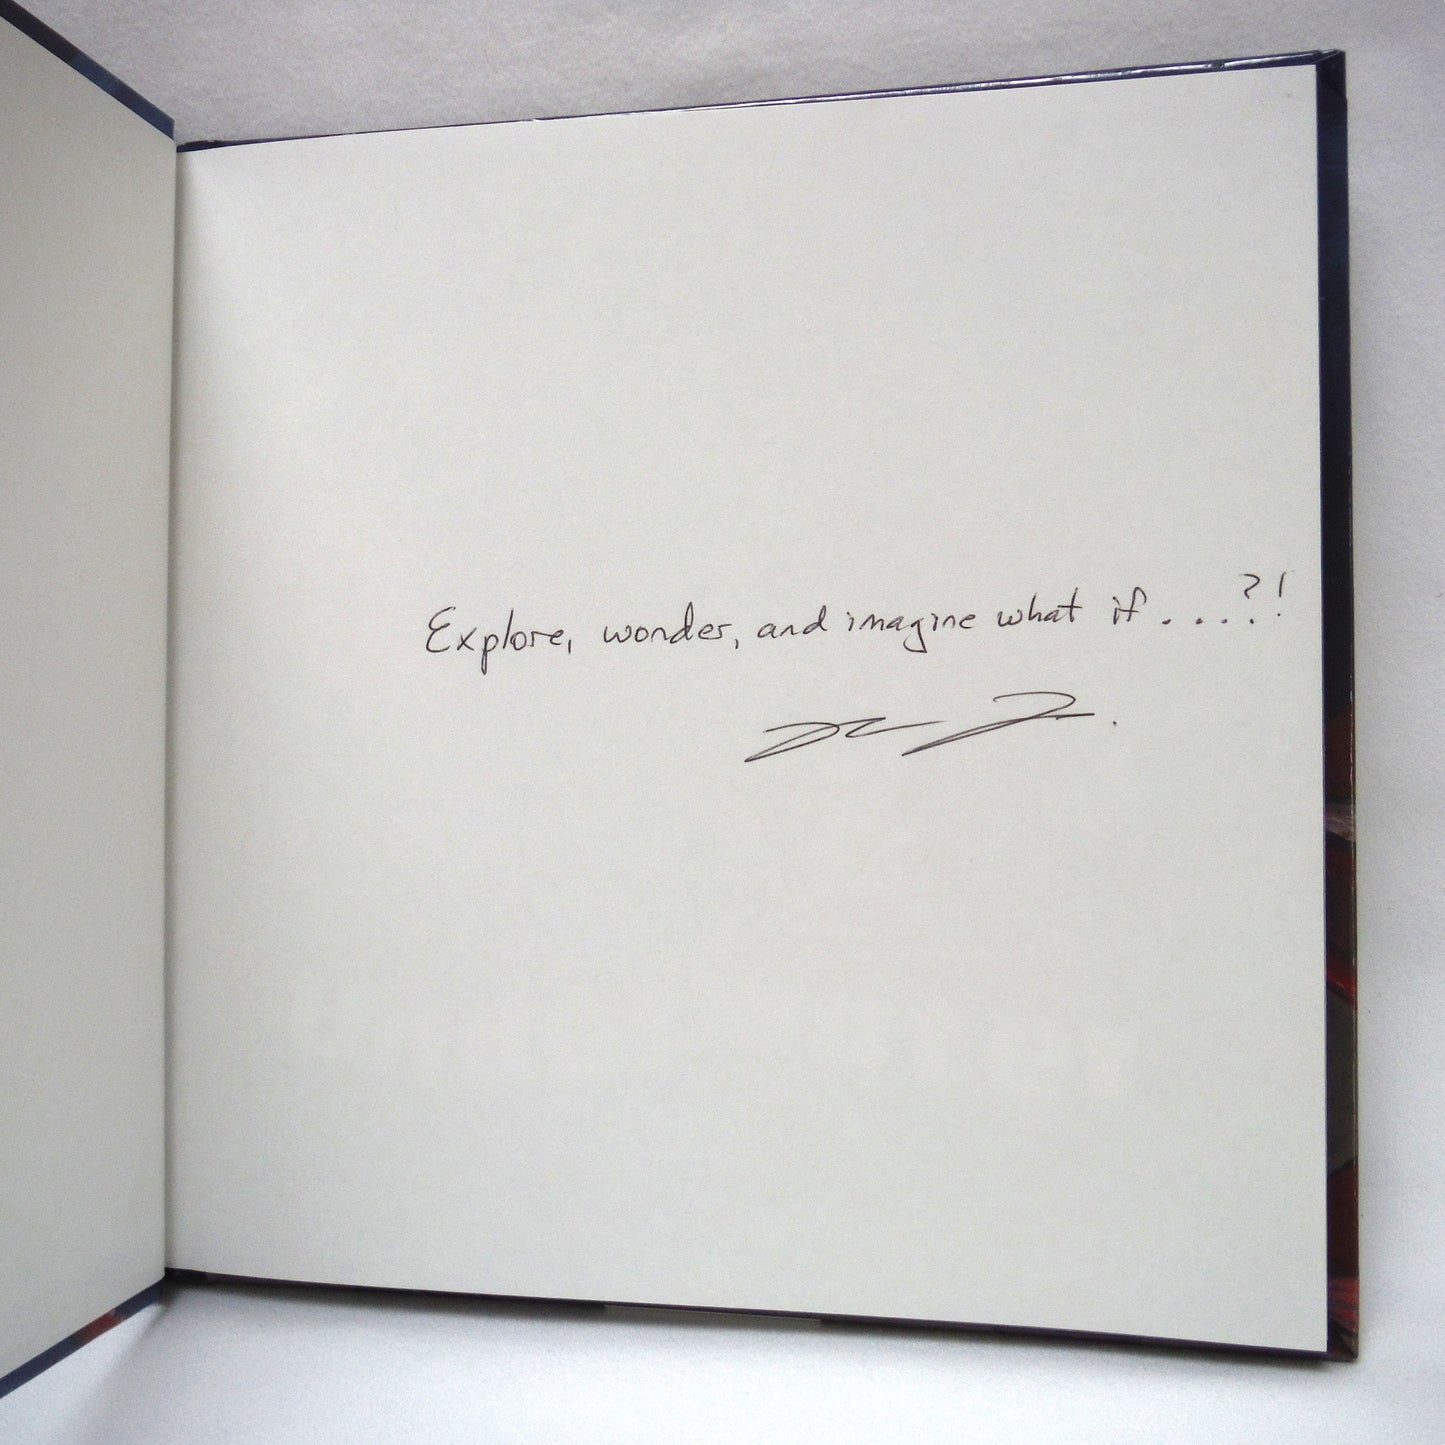 Explore, wonder, and imagine what if....?!